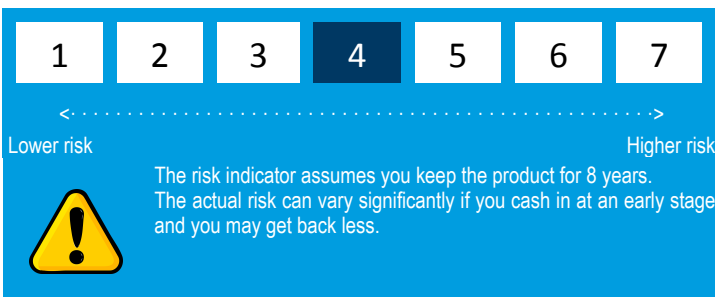 1 2 3 4 5 6 7
<· · · · · · · · · · · · · · · · · · · · · · · · · · · · · · · · · · · · · · · · · · · · · · · · · · · · · · · · · · · >
Lower risk Higher risk
The risk indicator assumes you keep the product for 8 years.
The actual risk can vary significantly if you cash in at an early stage
and you may get back less.